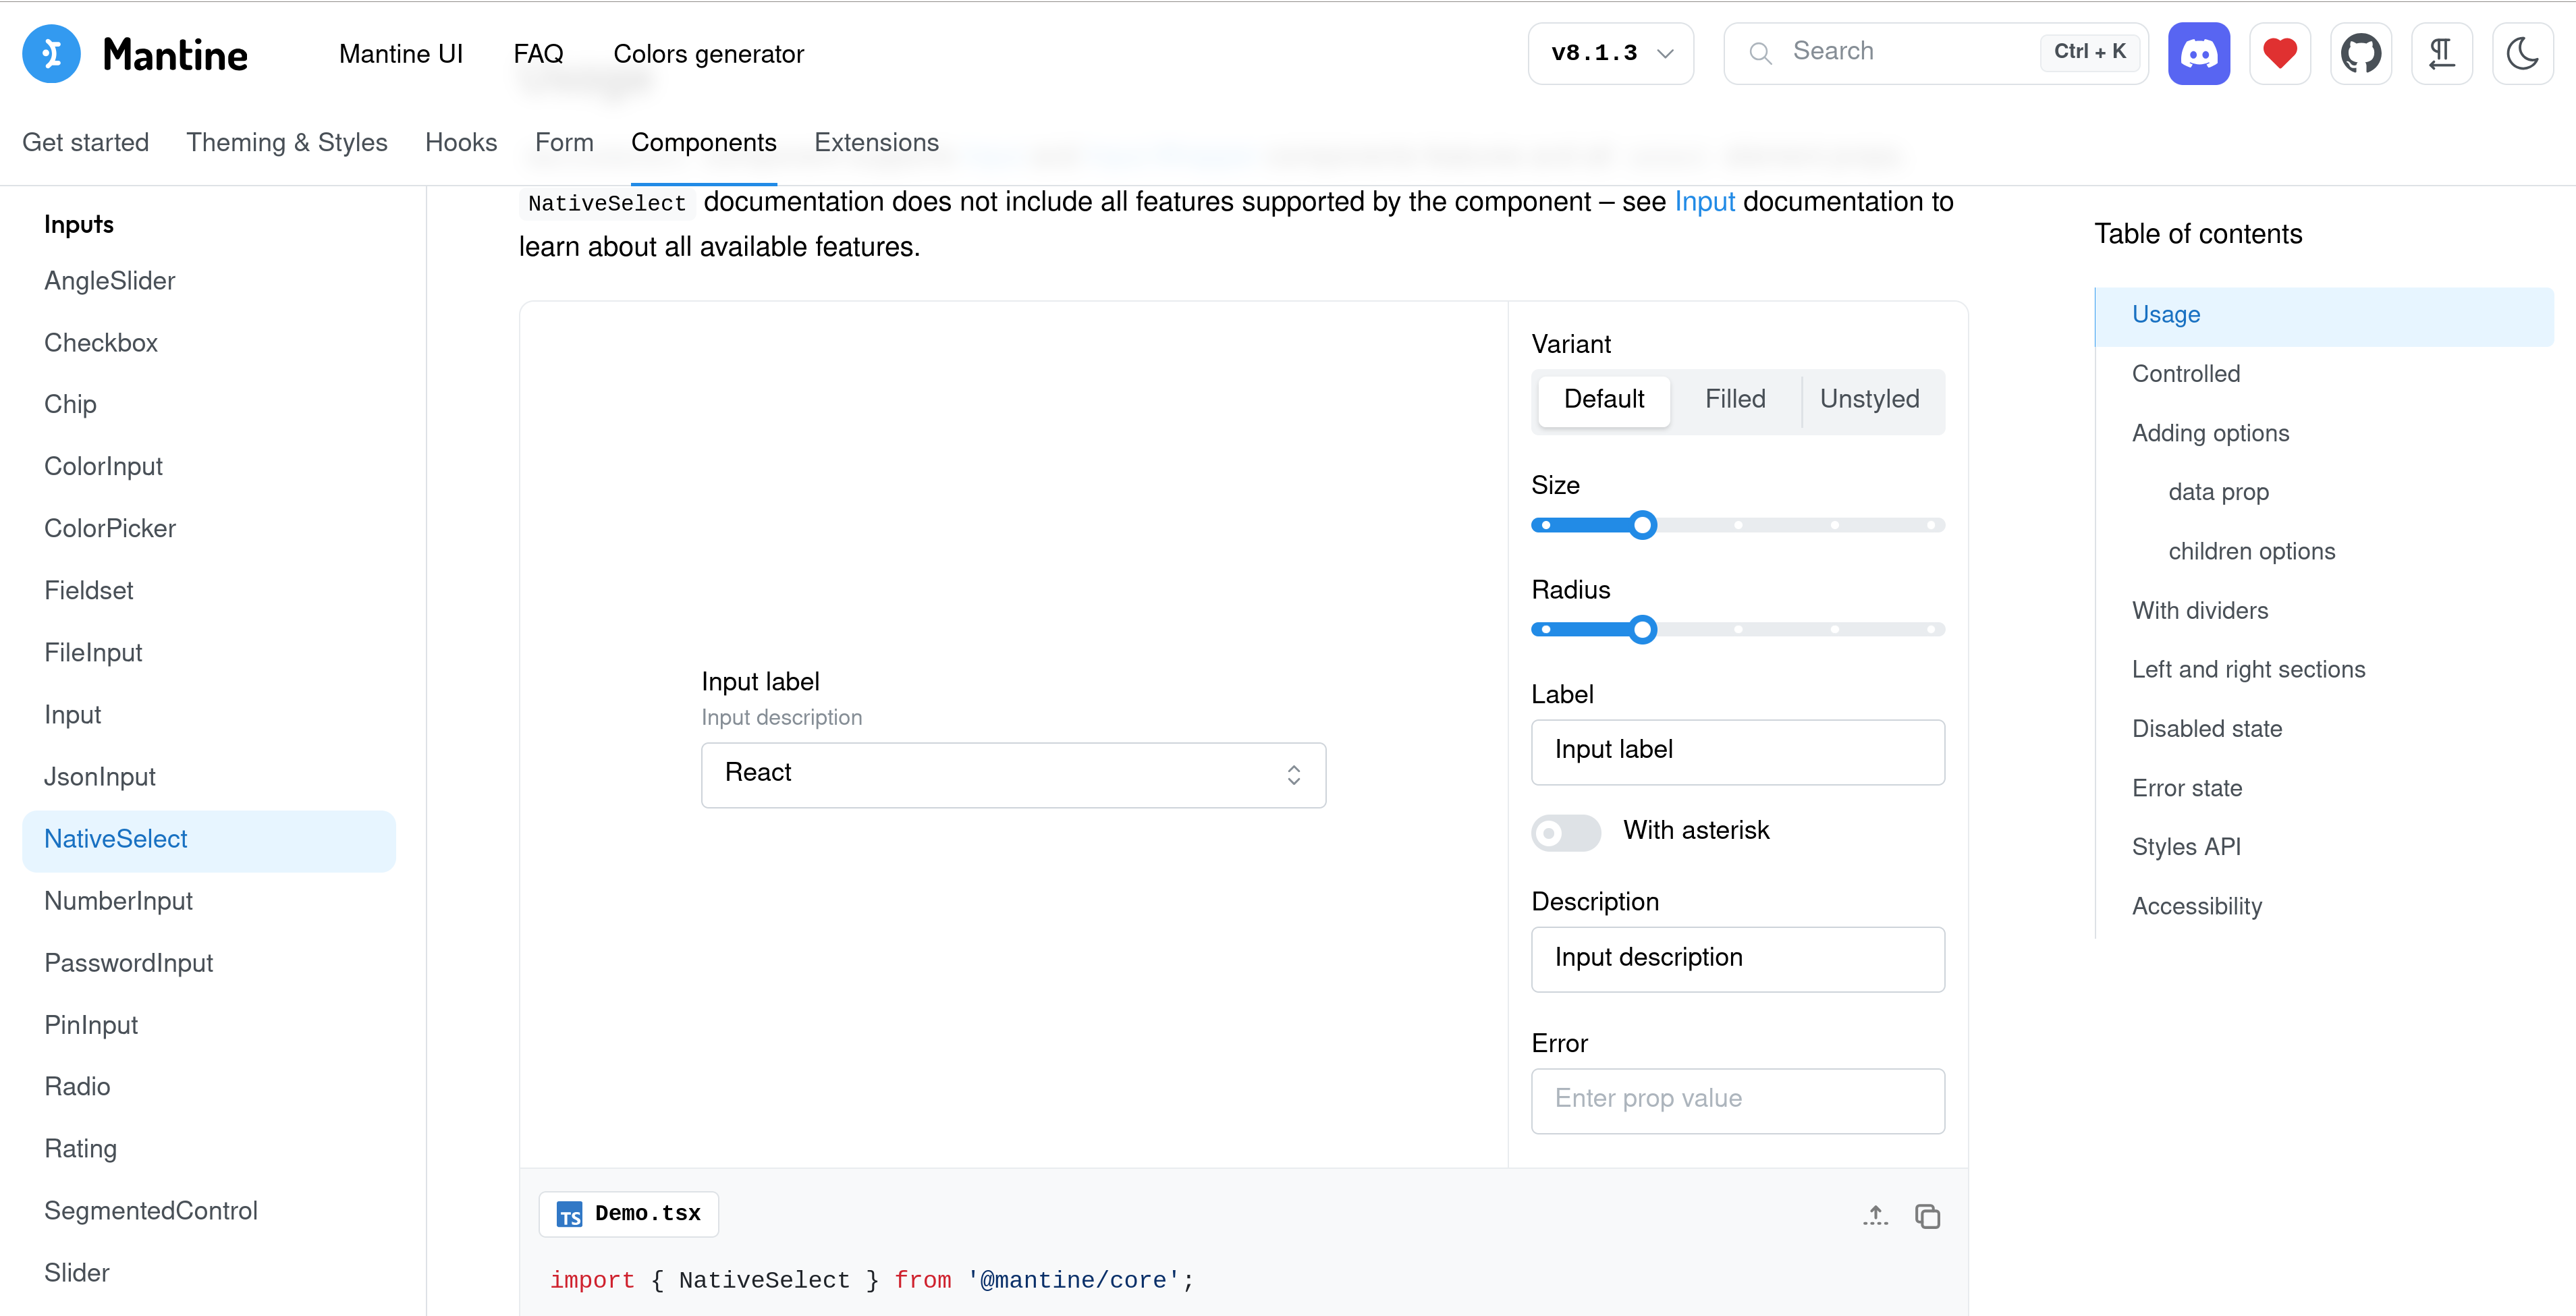 Mantine
Mantine UI
FAQ
Colors generator
v8.1.3
Search
Ctrl + K
Get started
Theming & Styles
Hooks
Form
Components
Extensions
Inputs
AngleSlider
Checkbox
Chip
ColorInput
ColorPicker
Fieldset
FileInput
Input
JsonInput
NativeSelect
NumberInput
PasswordInput
PinInput
Radio
Rating
SegmentedControl
Slider
Usage
NativeSelect documentation does not include all features supported by the component – see Input documentation to
learn about all available features.
Input label
Input description
React
Variant
Default
Filled
Unstyled
Size
Radius
Label
Input label
With asterisk
Description
Input description
Error
Enter prop value
TS Demo.tsx
import { NativeSelect } from '@mantine/core';
Table of contents
Usage
Controlled
Adding options
data prop
children options
With dividers
Left and right sections
Disabled state
Error state
Styles API
Accessibility